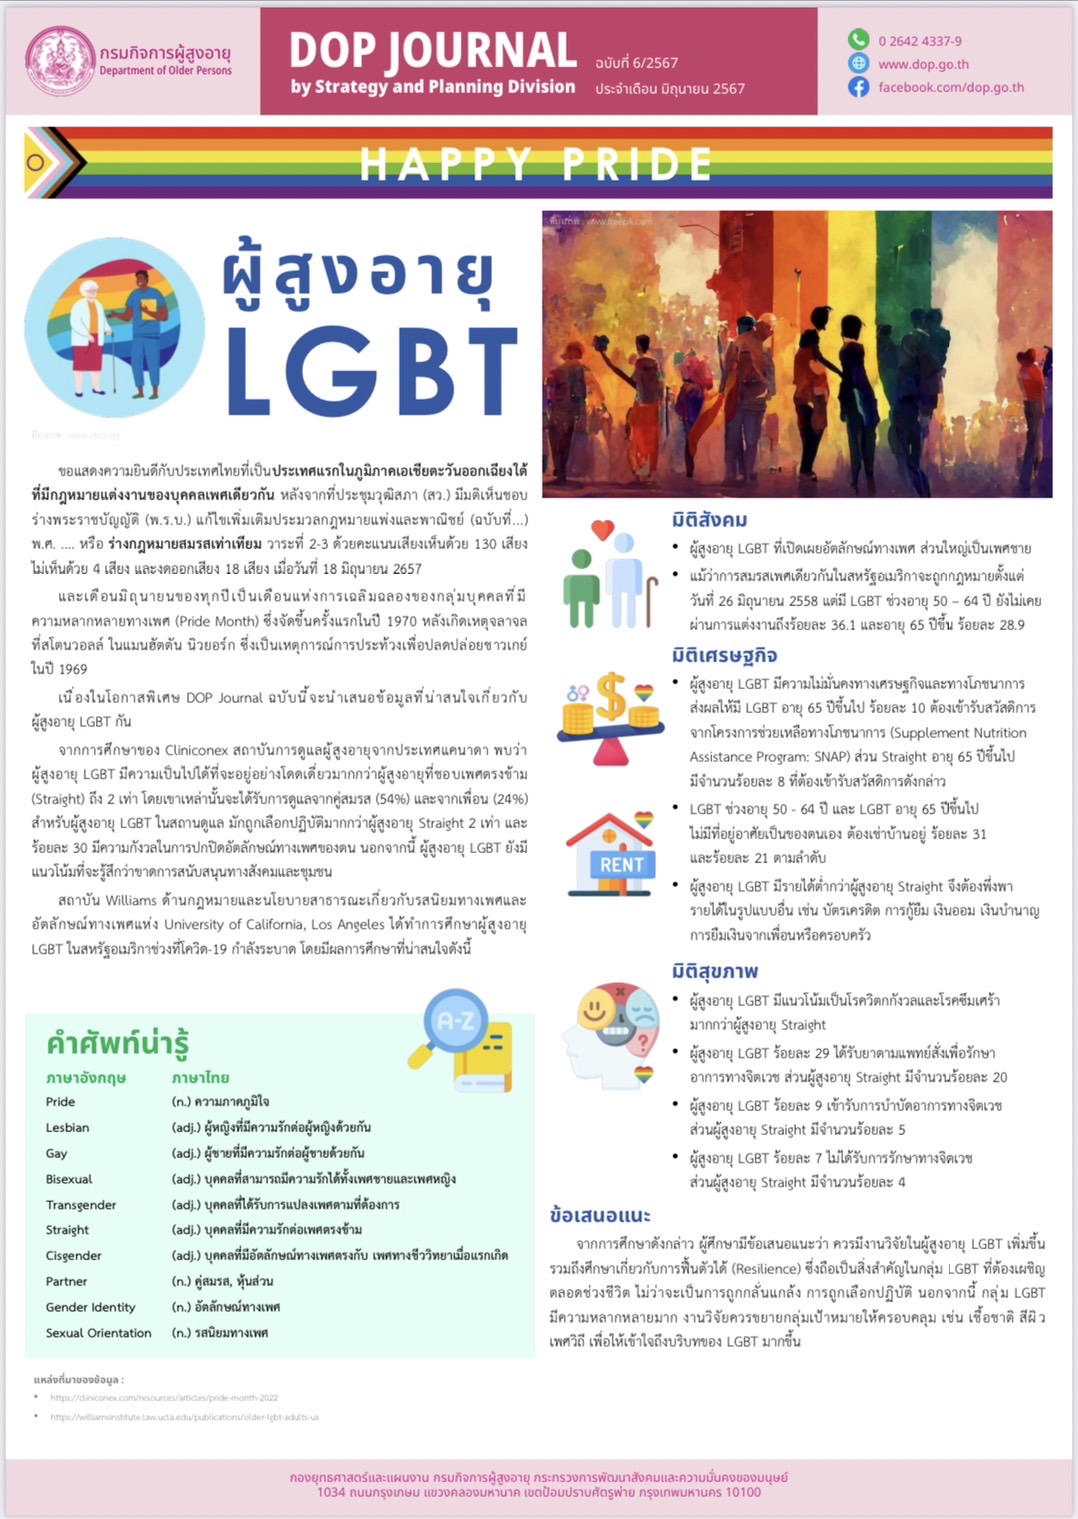 กรมกิจการผู้สูงอายุ
Department of Older Persons
DOP JOURNAL
by Strategy and Planning Division
ฉบับที่ 6/2567
ประจำเดือน มิถุนายน 2567
0 2642 4337-9
www.dop.go.th
facebook.com/dop.go.th
HAPPY PRIDE
ผู้สูงอายุ
LGBT
ที่มาภาพ : www.freepik.com
ขอแสดงความยินดีกับประเทศไทยที่เป็นประเทศแรกในภูมิภาคเอเชียตะวันออกเฉียงใต้
ที่มีกฎหมายแต่งงานของบุคคลเพศเดียวกัน หลังจากที่ประชุมวุฒิสภา (สว.) มีมติเห็นชอบ
ร่างพระราชบัญญัติ (พ.ร.บ.) แก้ไขเพิ่มเติมประมวลกฎหมายแพ่งและพาณิชย์ (ฉบับที่...)
พ.ศ. .... หรือ ร่างกฎหมายสมรสเท่าเทียม วาระที่ 2-3 ด้วยคะแนนเสียงเห็นด้วย 130 เสียง
ไม่เห็นด้วย 4 เสียง และงดออกเสียง 18 เสียง เมื่อวันที่ 18 มิถุนายน 2657
และเดือนมิถุนายนของทุกปีเป็นเดือนแห่งการเฉลิมฉลองของกลุ่มบุคคลที่มี
ความหลากหลายทางเพศ (Pride Month) ซึ่งจัดขึ้นครั้งแรกในปี 1970 หลังเกิดเหตุจลาจล
ที่สโตนวอลล์ ในแมนฮัตตัน นิวยอร์ก ซึ่งเป็นเหตุการณ์การประท้วงเพื่อปลดปล่อยชาวเกย์
ในปี 1969
เนื่องในโอกาสพิเศษ DOP Journal ฉบับนี้จะนำเสนอข้อมูลที่น่าสนใจเกี่ยวกับ
ผู้สูงอายุ LGBT กัน
จากการศึกษาของ Cliniconex สถาบันการดูแลผู้สูงอายุจากประเทศแคนาดา พบว่า
ผู้สูงอายุ LGBT มีความเป็นไปได้ที่จะอยู่อย่างโดดเดี่ยวมากกว่าผู้สูงอายุที่ชอบเพศตรงข้าม
(Straight) ถึง 2 เท่า โดยเขาเหล่านั้นจะได้รับการดูแลจากคู่สมรส (54%) และจากเพื่อน (24%)
สำหรับผู้สูงอายุ LGBT ในสถานดูแล มักถูกเลือกปฏิบัติมากกว่าผู้สูงอายุ Straight 2 เท่า และ
ร้อยละ 30 มีความกังวลในการปกปิดอัตลักษณ์ทางเพศของตน นอกจากนี้ ผู้สูงอายุ LGBT ยังมี
แนวโน้มที่จะรู้สึกว่าขาดการสนับสนุนทางสังคมและชุมชน
สถาบัน Williams ด้านกฎหมายและนโยบายสาธารณะเกี่ยวกับรสนิยมทางเพศและ
อัตลักษณ์ทางเพศแห่ง University of California, Los Angeles ได้ทำการศึกษาผู้สูงอายุ
LGBT ในสหรัฐอเมริกาช่วงที่โควิด-19 กำลังระบาด โดยมีผลการศึกษาที่น่าสนใจดังนี้
A-Z
คำศัพท์น่ารู้
ภาษาอังกฤษ ภาษาไทย
Pride (n.) ความภาคภูมิใจ
Lesbian (adj.) ผู้หญิงที่มีความรักต่อผู้หญิงด้วยกัน
Gay (adj.) ผู้ชายที่มีความรักต่อผู้ชายด้วยกัน
Bisexual (adj.) บุคคลที่สามารถมีความรักได้ทั้งเพศชายและเพศหญิง
Transgender (adj.) บุคคลที่ได้รับการแปลงเพศตามที่ต้องการ
Straight (adj.) บุคคลที่มีความรักต่อเพศตรงข้าม
Cisgender (adj.) บุคคลที่มีอัตลักษณ์ทางเพศตรงกับ เพศทางชีววิทยาเมื่อแรกเกิด
Partner (n.) คู่สมรส, หุ้นส่วน
Gender Identity (n.) อัตลักษณ์ทางเพศ
Sexual Orientation (n.) รสนิยมทางเพศ
แหล่งที่มาของข้อมูล :
• https://cliniconex.com/resources/articles/pride-month-2022
• https://williamsinstitute.law.ucla.edu/publications/older-lgbt-adults-us
มิติสังคม
• ผู้สูงอายุ LGBT ที่เปิดเผยอัตลักษณ์ทางเพศ ส่วนใหญ่เป็นเพศชาย
• แม้ว่าการสมรสเพศเดียวกันในสหรัฐอเมริกาจะถูกกฎหมายตั้งแต่
วันที่ 26 มิถุนายน 2558 แต่มี LGBT ช่วงอายุ 50 – 64 ปี ยังไม่เคย
ผ่านการแต่งงานถึงร้อยละ 36.1 และอายุ 65 ปีขึ้น ร้อยละ 28.9
มิติเศรษฐกิจ
• ผู้สูงอายุ LGBT มีความไม่มั่นคงทางเศรษฐกิจและทางโภชนาการ
ส่งผลให้มี LGBT อายุ 65 ปีขึ้นไป ร้อยละ 10 ต้องเข้ารับสวัสดิการ
จากโครงการช่วยเหลือทางโภชนาการ (Supplement Nutrition
Assistance Program: SNAP) ส่วน Straight อายุ 65 ปีขึ้นไป
มีจำนวนร้อยละ 8 ที่ต้องเข้ารับสวัสดิการดังกล่าว
• LGBT ช่วงอายุ 50 - 64 ปี และ LGBT อายุ 65 ปีขึ้นไป
ไม่มีที่อยู่อาศัยเป็นของตนเอง ต้องเช่าบ้านอยู่ ร้อยละ 31
และร้อยละ 21 ตามลำดับ
RENT
• ผู้สูงอายุ LGBT มีรายได้ต่ำกว่าผู้สูงอายุ Straight จึงต้องพึ่งพา
รายได้ในรูปแบบอื่น เช่น บัตรเครดิต การกู้ยืม เงินออม เงินบำนาญ
การยืมเงินจากเพื่อนหรือครอบครัว
มิติสุขภาพ
• ผู้สูงอายุ LGBT มีแนวโน้มเป็นโรควิตกกังวลและโรคซึมเศร้า
มากกว่าผู้สูงอายุ Straight
• ผู้สูงอายุ LGBT ร้อยละ 29 ได้รับยาตามแพทย์สั่งเพื่อรักษา
อาการทางจิตเวช ส่วนผู้สูงอายุ Straight มีจำนวนร้อยละ 20
• ผู้สูงอายุ LGBT ร้อยละ 9 เข้ารับการบำบัดอาการทางจิตเวช
ส่วนผู้สูงอายุ Straight มีจำนวนร้อยละ 5
• ผู้สูงอายุ LGBT ร้อยละ 7 ไม่ได้รับการรักษาทางจิตเวช
ส่วนผู้สูงอายุ Straight มีจำนวนร้อยละ 4
ข้อเสนอแนะ
จากการศึกษาดังกล่าว ผู้ศึกษามีข้อเสนอแนะว่า ควรมีงานวิจัยในผู้สูงอายุ LGBT เพิ่มขึ้น
รวมถึงศึกษาเกี่ยวกับการฟื้นตัวได้ (Resilience) ซึ่งถือเป็นสิ่งสำคัญในกลุ่ม LGBT ที่ต้องเผชิญ
ตลอดช่วงชีวิต ไม่ว่าจะเป็นการถูกกลั่นแกล้ง การถูกเลือกปฏิบัติ นอกจากนี้ กลุ่ม LGBT
มีความหลากหลายมาก งานวิจัยควรขยายกลุ่มเป้าหมายให้ครอบคลุม เช่น เชื้อชาติ สีผิว
เพศวิถี เพื่อให้เข้าใจถึงบริบทของ LGBT มากขึ้น
กองยุทธศาสตร์และแผนงาน กรมกิจการผู้สูงอายุ กระทรวงการพัฒนาสังคมและความมั่นคงของมนุษย์
1034 ถนนกรุงเกษม แขวงคลองมหานาค เขตป้อมปราบศัตรูพ่าย กรุงเทพมหานคร 10100